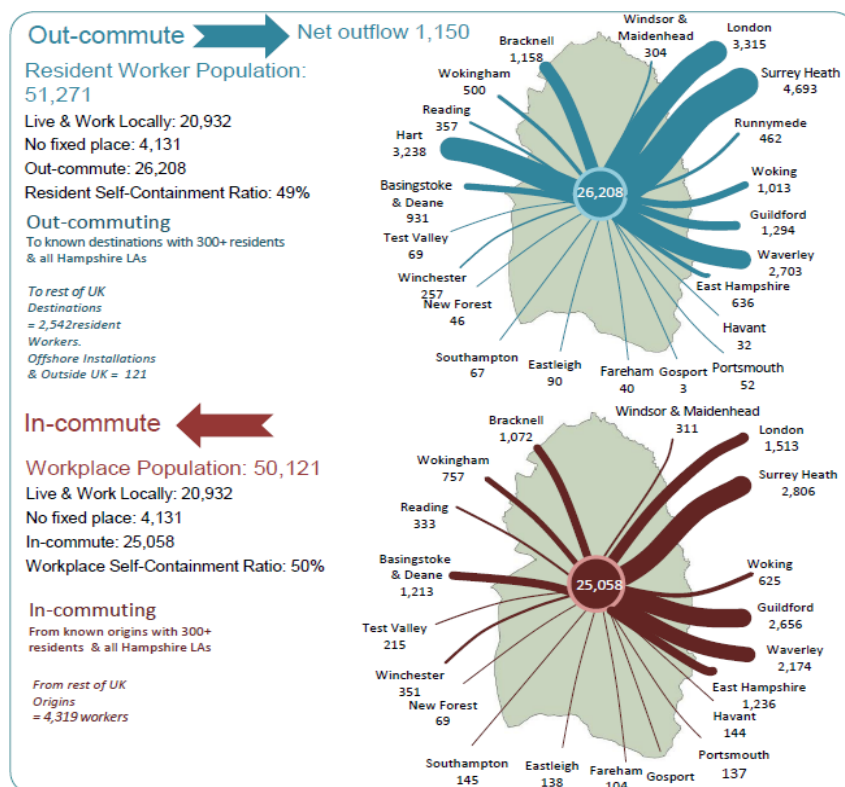 Out-commute
Net outflow 1,150
Resident Worker Population:
51,271
Live & Work Locally: 20,932
No fixed place: 4,131
Out-commute: 26,208
Resident Self-Containment Ratio: 49%
Out-commuting
To known destinations with 300+ residents
& all Hampshire LAs
To rest of UK
Destinations
= 2,542resident
Workers.
Offshore Installations
& Outside UK = 121
Windsor &
Maidenhead
304
London
3,315
Bracknell
1,158
Surrey Heath
4,693
Wokingham
500
Reading
357
Runnymede
462
Hart
3,238
Woking
1,013
26,208
Basingstoke
& Deane
931
Guildford
1,294
Test Valley
69
Waverley
2,703
Winchester
257
East Hampshire
636
New Forest
46
Havant
32
Southampton
67
Eastleigh
90
Fareham
40
Gosport
3
Portsmouth
52
In-commute
Workplace Population: 50,121
Live & Work Locally: 20,932
No fixed place: 4,131
In-commute: 25,058
Workplace Self-Containment Ratio: 50%
In-commuting
From known origins with 300+
residents & all Hampshire LAs
From rest of UK
Origins
= 4,319 workers
Windsor & Maidenhead
311
Bracknell
1,072
London
1,513
Wokingham
757
Surrey Heath
2,806
Reading
333
Basingstoke
& Deane
1,213
Woking
625
25,058
Guildford
2,656
Test Valley
215
Waverley
2,174
Winchester
351
East Hampshire
1,236
New Forest
69
Havant
144
Southampton
145
Eastleigh
138
Fareham
104
Gosport
Portsmouth
137